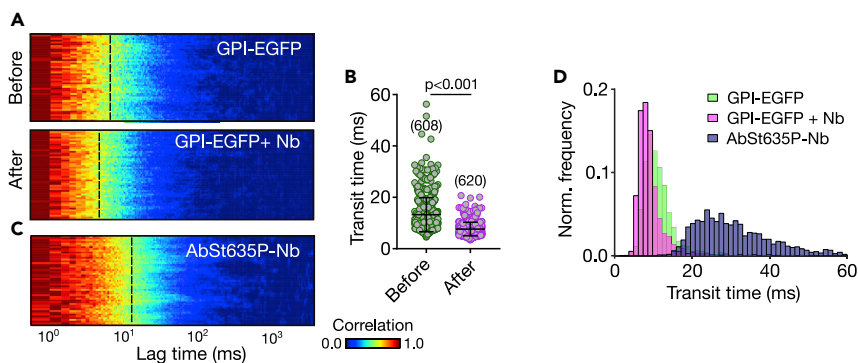 A
Before
GPI-EGFP
After
GPI-EGFP+ Nb
C
AbSt635P-Nb
10⁰ 10¹ 10² 10³
Lag time (ms)
Correlation
0.0 1.0
B
p<0.001
60
40
20
0
Transit time (ms)
(608)
(620)
Before
After
D
0.2
0.1
0.0
Norm. frequency
GPI-EGFP
GPI-EGFP + Nb
AbSt635P-Nb
0 20 40 60
Transit time (ms)